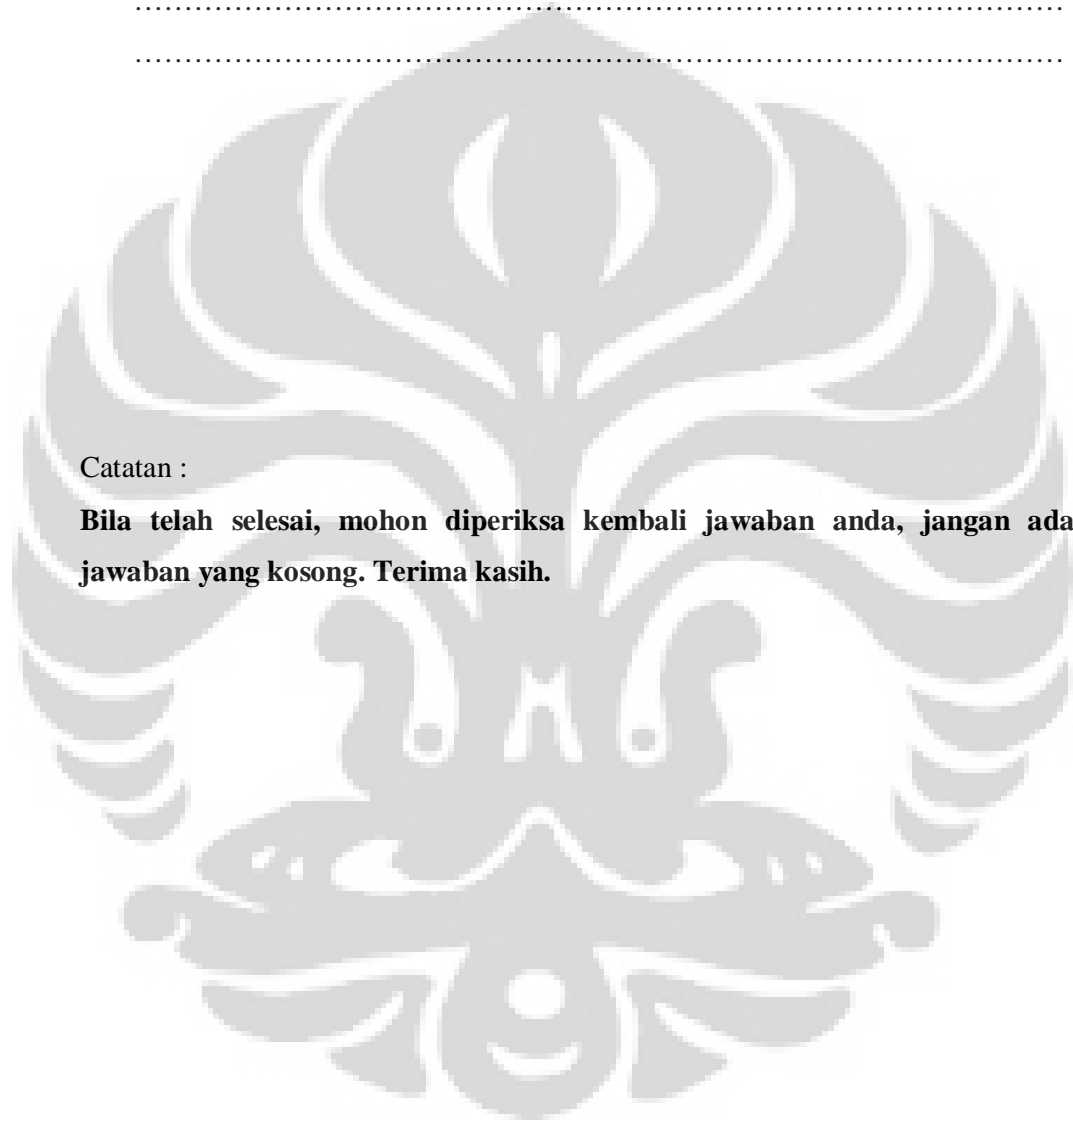 ……………………………………………………………………………………
……………………………………………………………………………………
Catatan :
Bila telah selesai, mohon diperiksa kembali jawaban anda, jangan ada
jawaban yang kosong. Terima kasih.